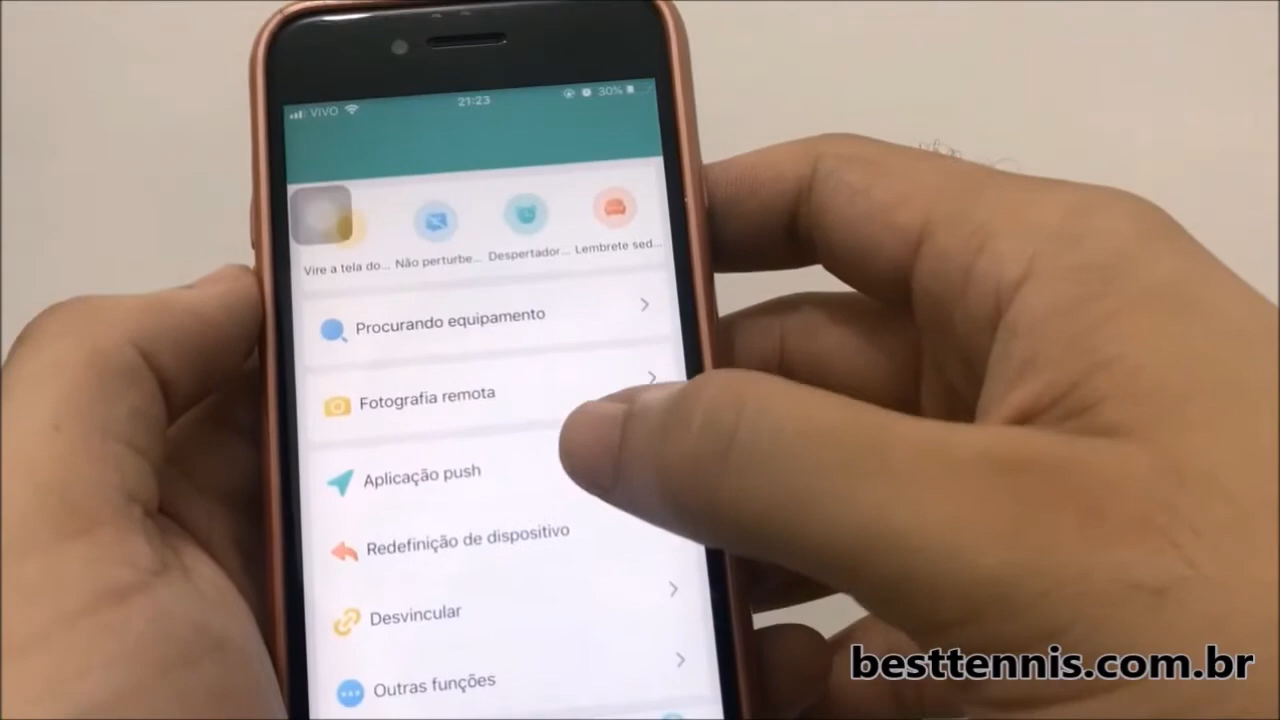 VIVO 21:23 30%
Vire a tela do... Não perturbe... Despertador... Lembrete sed...
Procurando equipamento
Fotografia remota
Aplicação push
Redefinição de dispositivo
Desvincular
Outras funções
besttennis.com.br